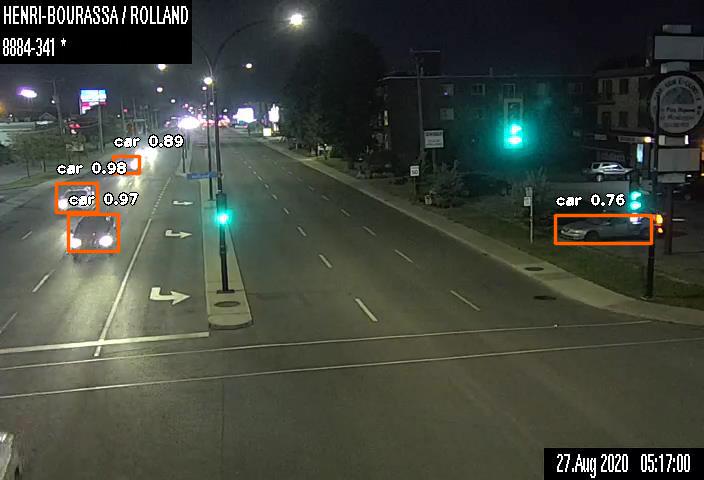 HENRI-BOURASSA / ROLLAND
8884-341 *
car 0.89
car 0.98
car 0.97
car 0.76
50
27.Aug 2020 05:17:00